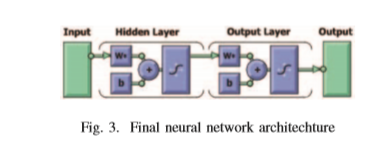 Input Hidden Layer Output Layer Output
W W
b b
Fig. 3. Final neural network architechture